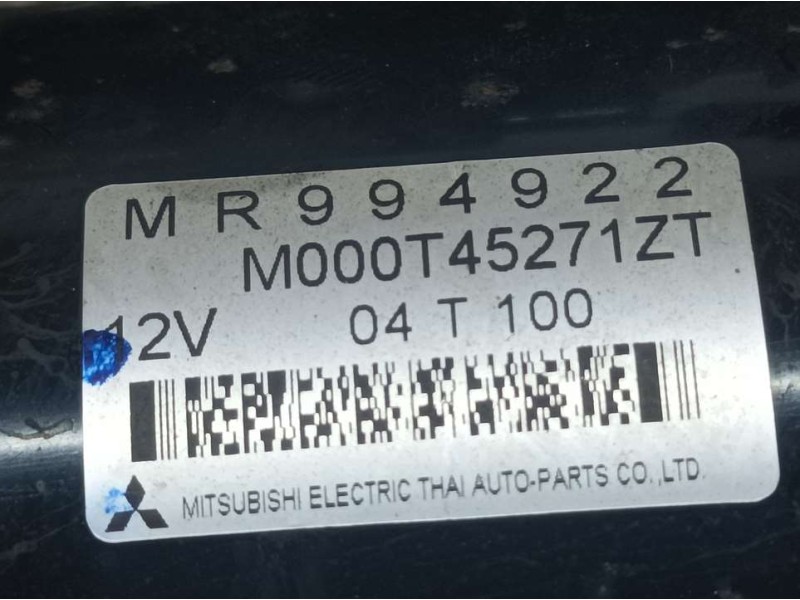 MR994922
M000T45271ZT
12V 04 T 100
MITSUBISHI ELECTRIC THAI AUTO-PARTS CO.,LTD.